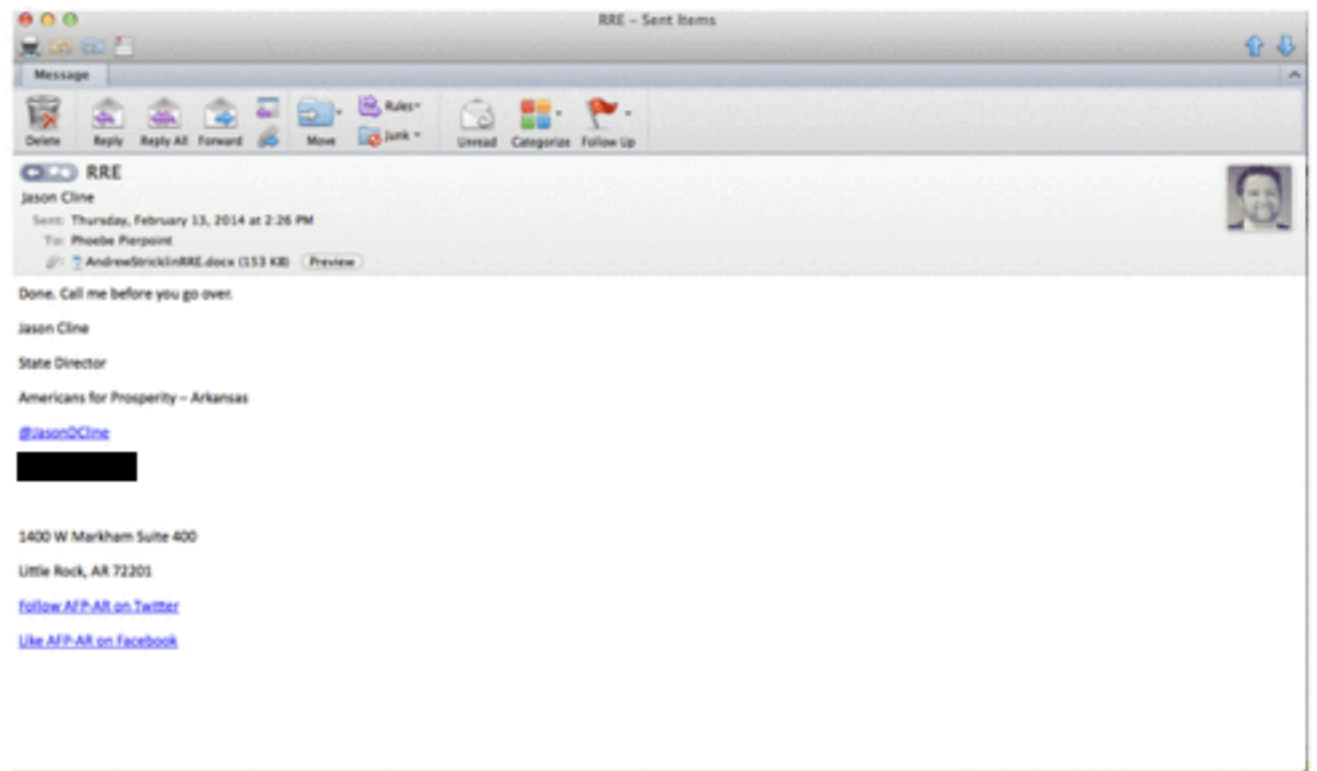 RRE – Sent Items
Message
Delete
Reply
Reply All
Forward
Move
Rules
Junk
Unread
Categorize
Follow Up
RRE
Jason Cline
Sent: Thursday, February 13, 2014 at 2:26 PM
To: Phoebe Pierpoint
AndrewStricklinRRE.docx (153 KB) Preview
Done. Call me before you go over.
Jason Cline
State Director
Americans for Prosperity – Arkansas
@JasonDCline
1400 W Markham Suite 400
Little Rock, AR 72201
Follow AFP-AR on Twitter
Like AFP-AR on Facebook